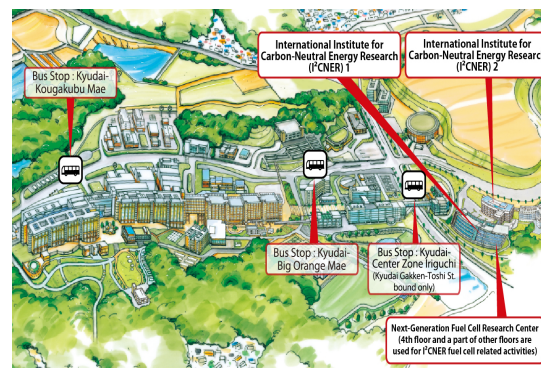 Bus Stop : Kyudai-
Kougakubu Mae
International Institute for
Carbon-Neutral Energy Research
(I²CNER) 1
International Institute for
Carbon-Neutral Energy Researc
(I²CNER) 2
Bus Stop : Kyudai-
Big Orange Mae
Bus Stop : Kyudai-
Center Zone Iriguchi
(Kyudai Gakken-Toshi St.
bound only)
Next-Generation Fuel Cell Research Center
(4th floor and a part of other floors are
used for I²CNER fuel cell related activities)